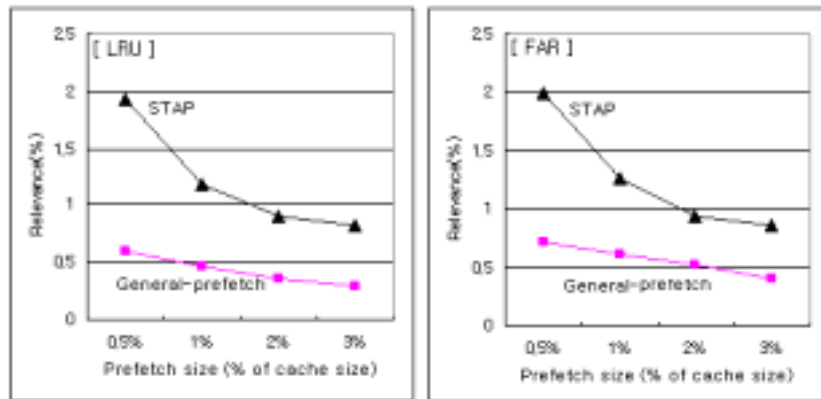 [ LRU ]
2.5
2
1.5
1
0.5
0
Relevance(%)
STAP
General-prefetch
0.5%
1%
2%
3%
Prefetch size (% of cache size)
[ FAR ]
2.5
2
1.5
1
0.5
0
Relevance(%)
STAP
General-prefetch
0.5%
1%
2%
3%
Prefetch size (% of cache size)